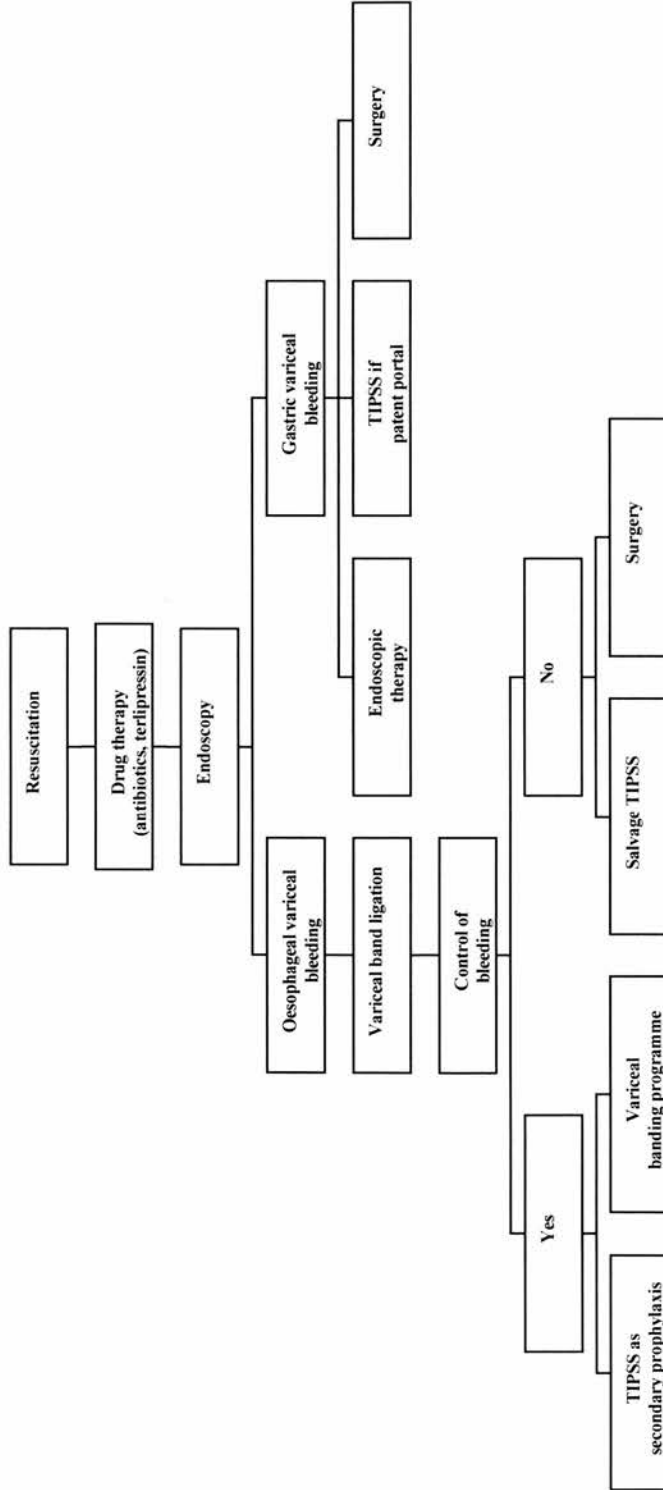 Resuscitation
Drug therapy
(antibiotics, terlipressin)
Endoscopy
Oesophageal variceal
bleeding
Gastric variceal
bleeding
Variceal band ligation
Endoscopic
therapy
TIPSS if
patent portal
Surgery
Control of
bleeding
Yes
No
TIPSS as
secondary prophylaxis
Variceal
banding programme
Salvage TIPSS
Surgery